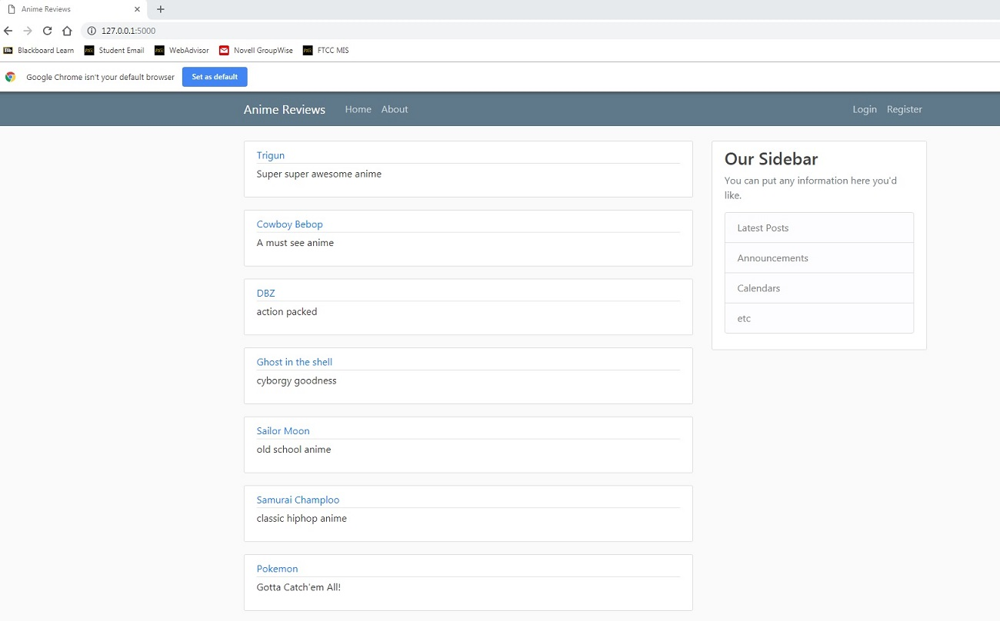 Anime Reviews
127.0.0.1:5000
Bb Blackboard Learn FTCC Student Email FTCC WebAdvisor Novell GroupWise FTCC FTCC MIS
Google Chrome isn't your default browser Set as default
Anime Reviews Home About Login Register
Trigun
Super super awesome anime
Cowboy Bebop
A must see anime
DBZ
action packed
Ghost in the shell
cyborgy goodness
Sailor Moon
old school anime
Samurai Champloo
classic hiphop anime
Pokemon
Gotta Catch'em All!
Our Sidebar
You can put any information here you'd
like.
Latest Posts
Announcements
Calendars
etc